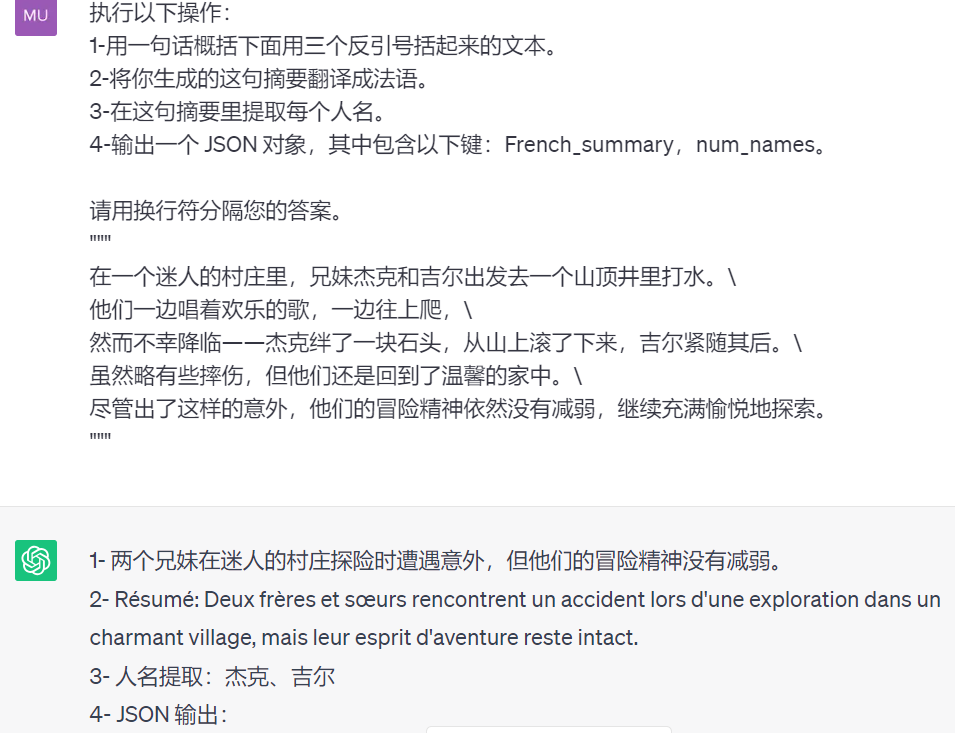 MU
执行以下操作：
1-用一句话概括下面用三个反引号括起来的文本。
2-将你生成的这句摘要翻译成法语。
3-在这句摘要里提取每个人名。
4-输出一个 JSON 对象，其中包含以下键：French_summary，num_names。
请用换行符分隔您的答案。
"""
在一个迷人的村庄里，兄妹杰克和吉尔出发去一个山顶井里打水。\
他们一边唱着欢乐的歌，一边往上爬，\
然而不幸降临——杰克绊了一块石头，从山上滚了下来，吉尔紧随其后。\
虽然略有些摔伤，但他们还是回到了温馨的家中。\
尽管出了这样的意外，他们的冒险精神依然没有减弱，继续充满愉悦地探索。
"""
1- 两个兄妹在迷人的村庄探险时遭遇意外，但他们的冒险精神没有减弱。
2- Résumé: Deux frères et sœurs rencontrent un accident lors d'une exploration dans un
charmant village, mais leur esprit d'aventure reste intact.
3- 人名提取：杰克、吉尔
4- JSON 输出：